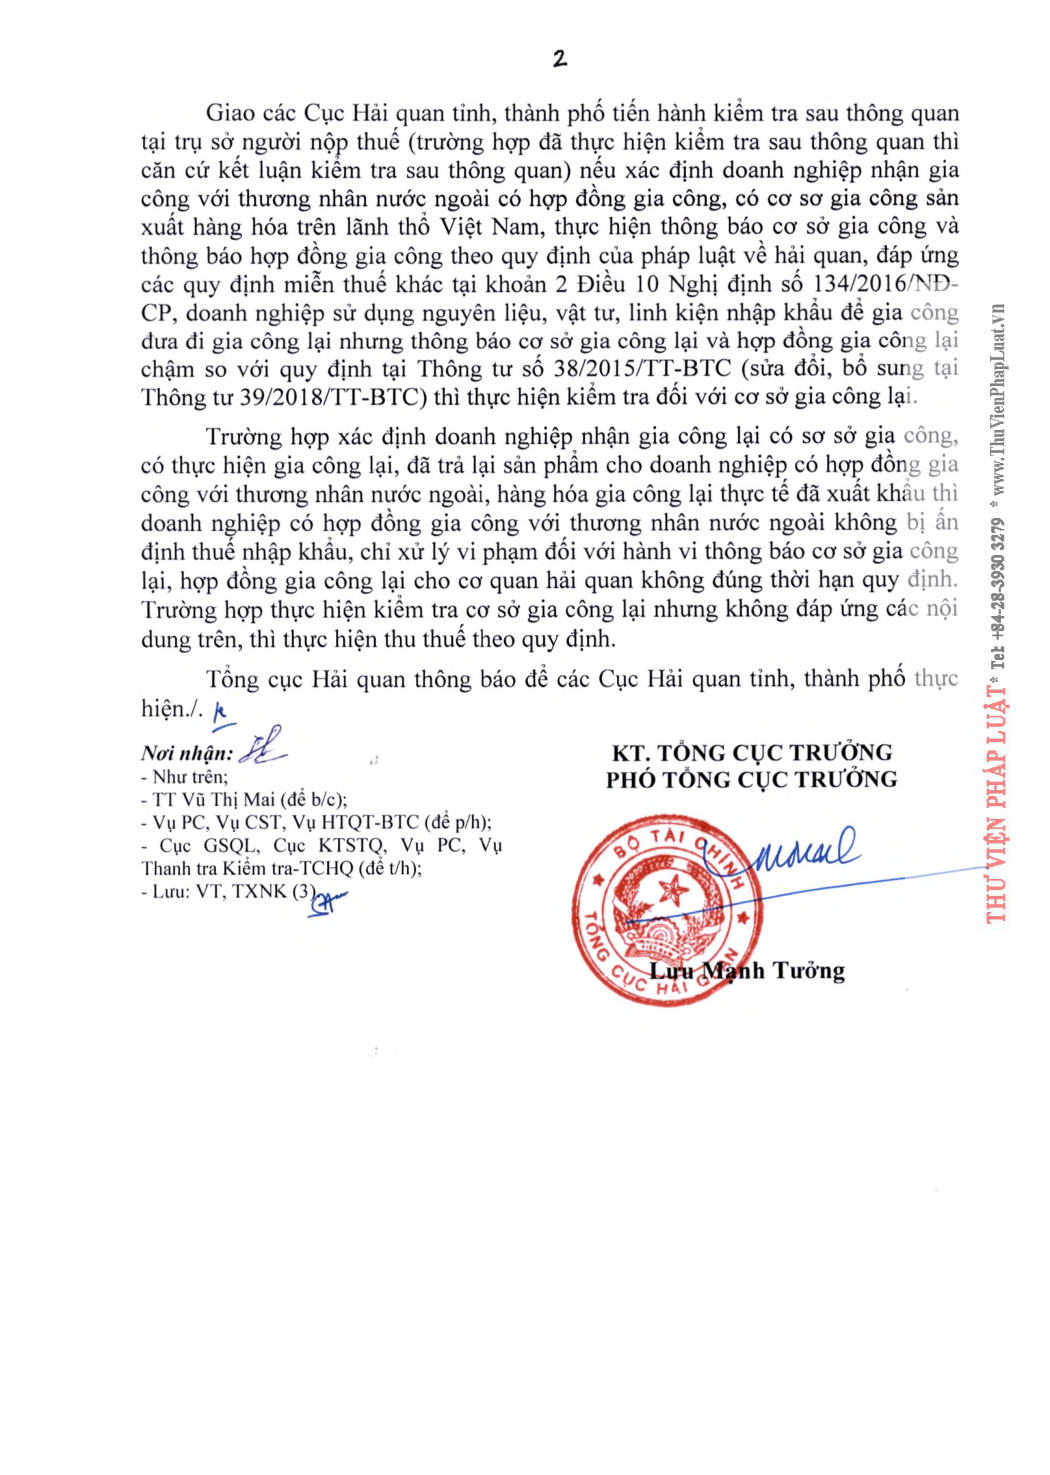 2
Giao các Cục Hải quan tỉnh, thành phố tiến hành kiểm tra sau thông quan
tại trụ sở người nộp thuế (trường hợp đã thực hiện kiểm tra sau thông quan thì
căn cứ kết luận kiểm tra sau thông quan) nếu xác định doanh nghiệp nhận gia
công với thương nhân nước ngoài có hợp đồng gia công, có cơ sơ gia công sản
xuất hàng hóa trên lãnh thổ Việt Nam, thực hiện thông báo cơ sở gia công và
thông báo hợp đồng gia công theo quy định của pháp luật về hải quan, đáp ứng
các quy định miễn thuế khác tại khoản 2 Điều 10 Nghị định số 134/2016/NĐ-
CP, doanh nghiệp sử dụng nguyên liệu, vật tư, linh kiện nhập khẩu để gia công
đưa đi gia công lại nhưng thông báo cơ sở gia công lại và hợp đồng gia công lại
chậm so với quy định tại Thông tư số 38/2015/TT-BTC (sửa đổi, bổ sung tại
Thông tư 39/2018/TT-BTC) thì thực hiện kiểm tra đối với cơ sở gia công lại.
Trường hợp xác định doanh nghiệp nhận gia công lại có sơ sở gia công,
có thực hiện gia công lại, đã trả lại sản phẩm cho doanh nghiệp có hợp đồng gia
công với thương nhân nước ngoài, hàng hóa gia công lại thực tế đã xuất khẩu thì
doanh nghiệp có hợp đồng gia công với thương nhân nước ngoài không bị ấn
định thuế nhập khẩu, chỉ xử lý vi phạm đối với hành vi thông báo cơ sở gia công
lại, hợp đồng gia công lại cho cơ quan hải quan không đúng thời hạn quy định.
Trường hợp thực hiện kiểm tra cơ sở gia công lại nhưng không đáp ứng các nội
dung trên, thì thực hiện thu thuế theo quy định.
Tổng cục Hải quan thông báo để các Cục Hải quan tỉnh, thành phố thực
hiện./.
Nơi nhận:
- Như trên;
- TT Vũ Thị Mai (để b/c);
- Vụ PC, Vụ CST, Vụ HTQT-BTC (để p/h);
- Cục GSQL, Cục KTSTQ, Vụ PC, Vụ
Thanh tra Kiểm tra-TCHQ (để t/h);
- Lưu: VT, TXNK (3)
KT. TỔNG CỤC TRƯỞNG
PHÓ TỔNG CỤC TRƯỞNG
BỘ TÀI CHÍNH
TỔNG CỤC HẢI QUAN
Lưu Mạnh Tưởng
THƯ VIỆN PHÁP LUẬT * Tel: +84-28-3930 3279 * www.ThuVienPhapLuat.vn